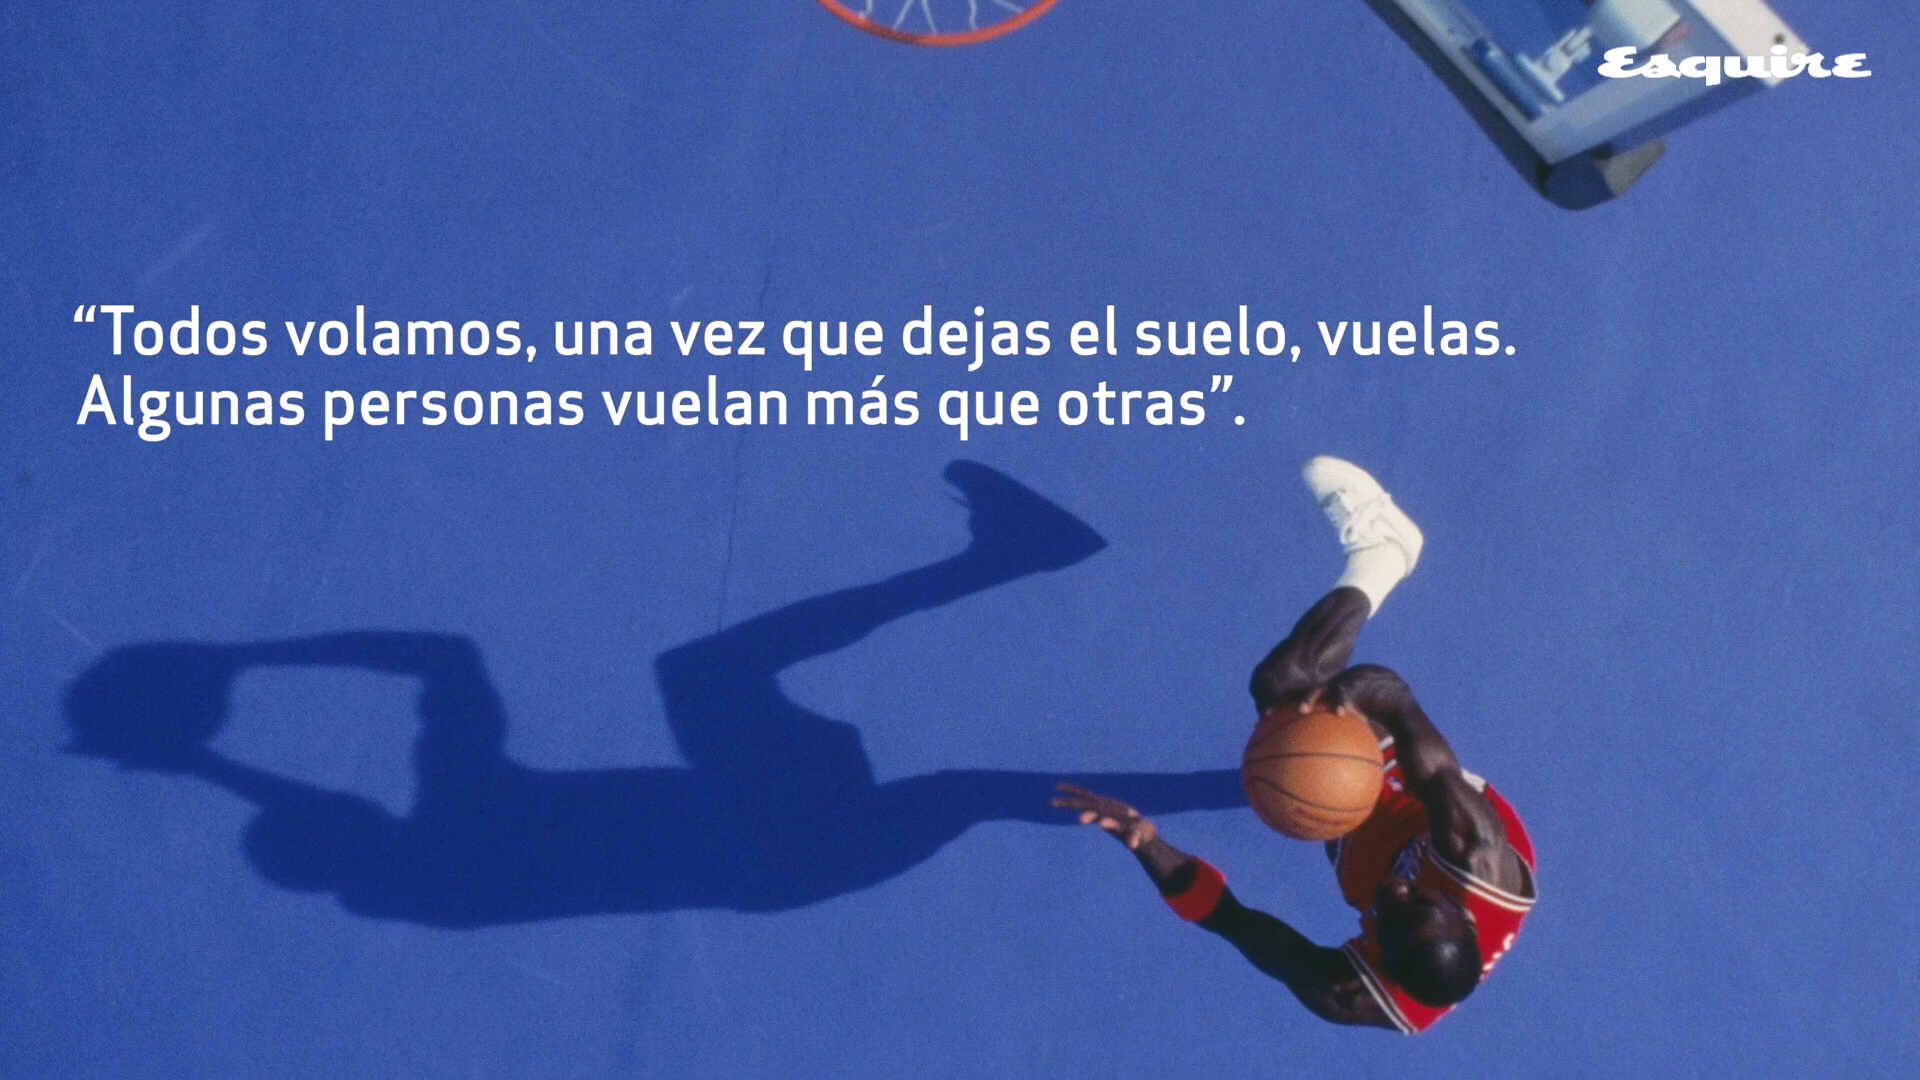 Esquire
“Todos volamos, una vez que dejas el suelo, vuelas.
Algunas personas vuelan más que otras”.